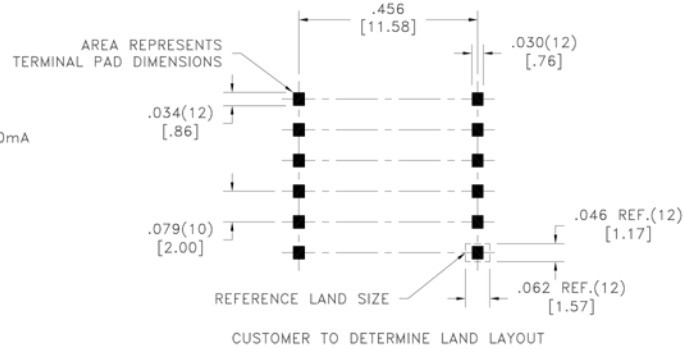 .456
[11.58]
AREA REPRESENTS
TERMINAL PAD DIMENSIONS
.030(12)
[.76]
.034(12)
[.86]
0mA
.079(10)
[2.00]
.046 REF.(12)
[1.17]
REFERENCE LAND SIZE
.062 REF.(12)
[1.57]
CUSTOMER TO DETERMINE LAND LAYOUT